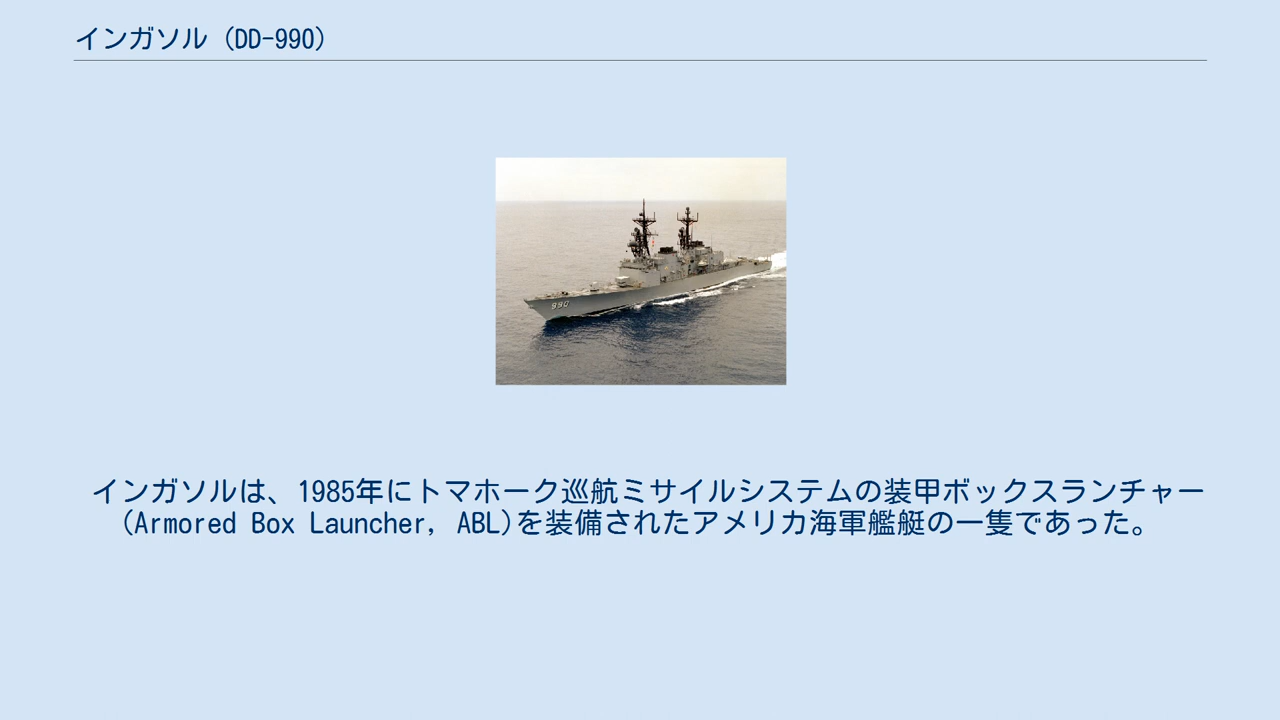 インガソル (DD-990)
990
インガソルは、1985年にトマホーク巡航ミサイルシステムの装甲ボックスランチャー
(Armored Box Launcher, ABL)を装備されたアメリカ海軍艦艇の一隻であった。